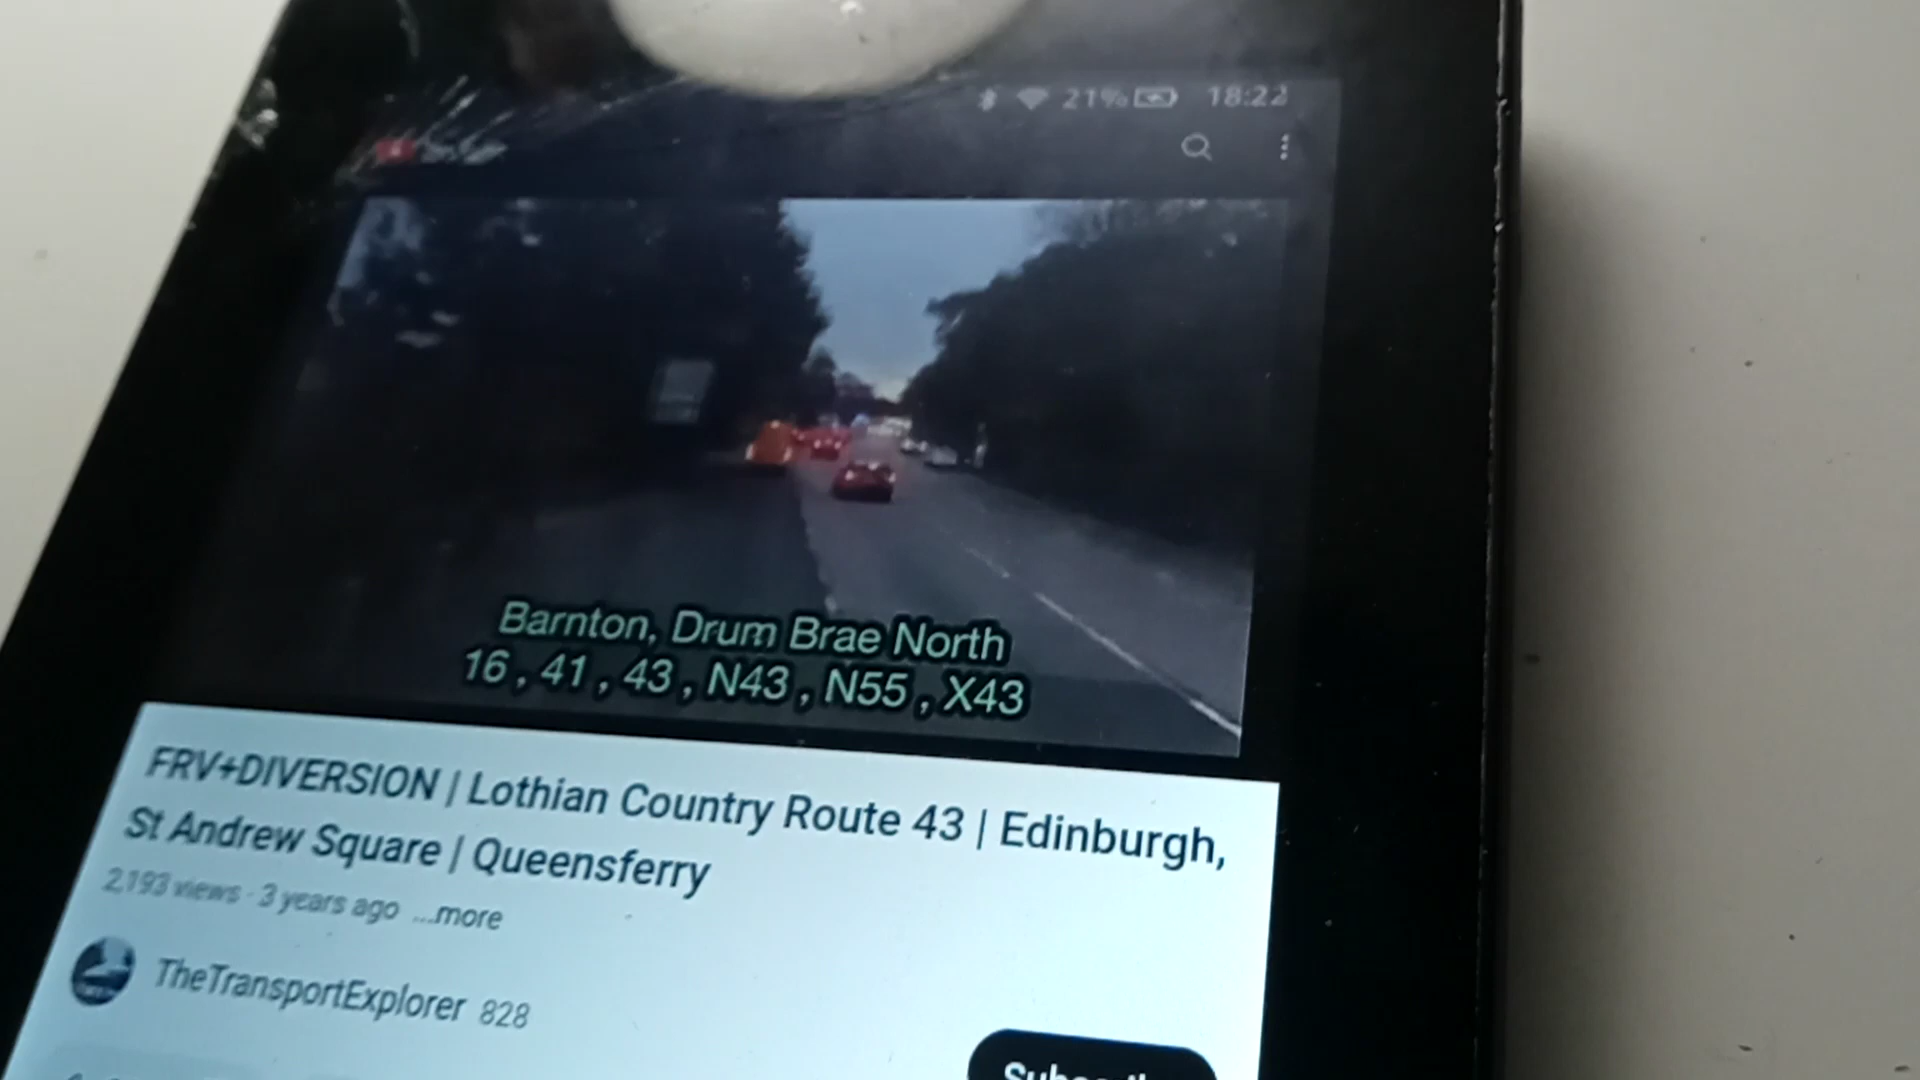 21% 18:22
Barnton, Drum Brae North
16 , 41 , 43 , N43 , N55 , X43
FRV+DIVERSION | Lothian Country Route 43 | Edinburgh,
St Andrew Square | Queensferry
2,193 views · 3 years ago ...more
TheTransportExplorer 828